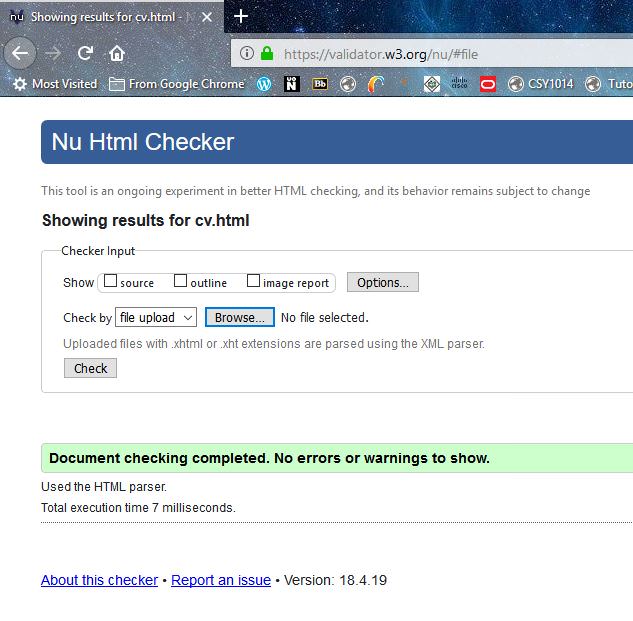 nu Showing results for cv.html - N
https://validator.w3.org/nu/#file
Most Visited From Google Chrome W UO N Bb cisco CSY1014 Tuto
Nu Html Checker
This tool is an ongoing experiment in better HTML checking, and its behavior remains subject to change
Showing results for cv.html
Checker Input
Show source outline image report Options...
Check by file upload Browse... No file selected.
Uploaded files with .xhtml or .xht extensions are parsed using the XML parser.
Check
Document checking completed. No errors or warnings to show.
Used the HTML parser.
Total execution time 7 milliseconds.
About this checker • Report an issue • Version: 18.4.19